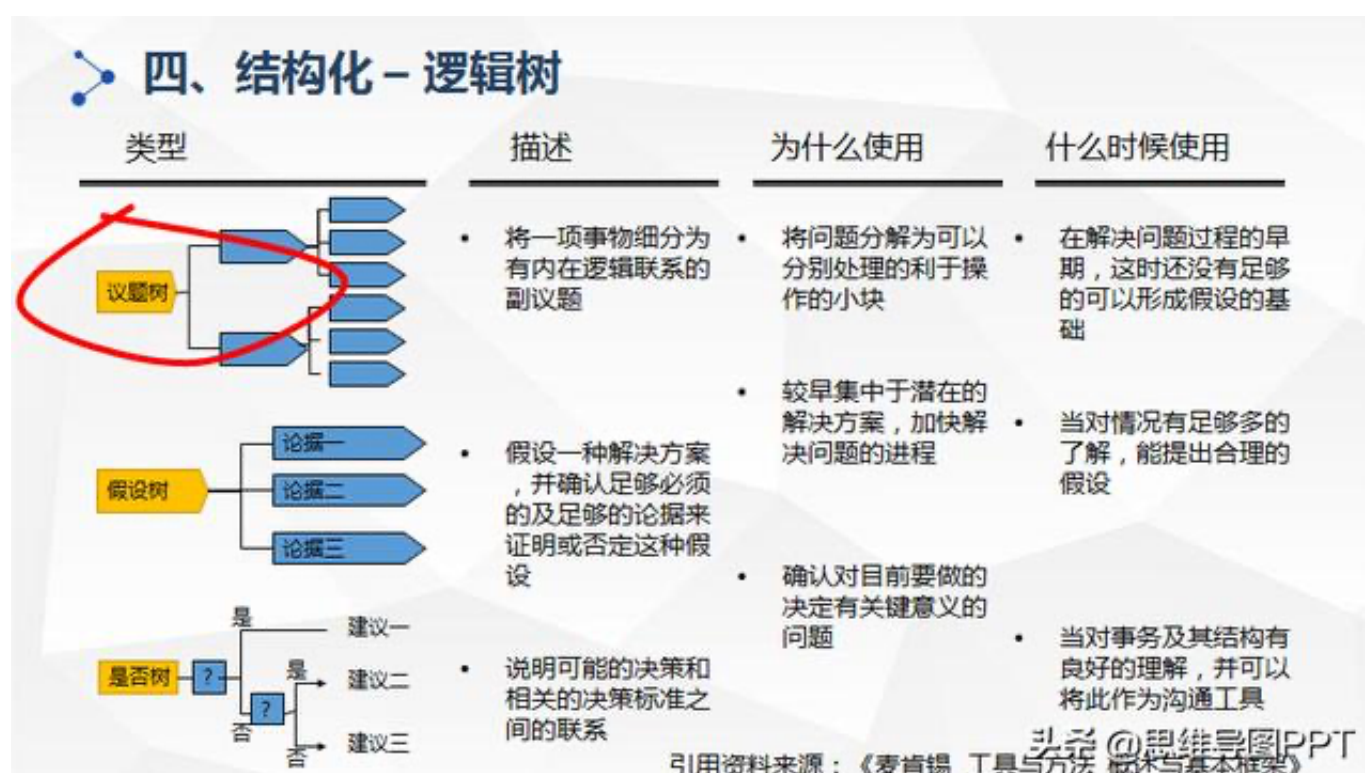 四、结构化 – 逻辑树
类型
描述
为什么使用
什么时候使用
议题树
• 将一项事物细分为
有内在逻辑联系的
副议题
• 将问题分解为可以
分别处理的利于操
作的小块
• 在解决问题过程的早
期，这时还没有足够
的可以形成假设的基
础
假设树
论据一
论据二
论据三
• 假设一种解决方案
，并确认足够必须
的及足够的论据来
证明或否定这种假
设
• 较早集中于潜在的
解决方案，加快解
决问题的进程
• 当对情况有足够多的
了解，能提出合理的
假设
是否树
?
是
否
?
是
否
建议一
建议二
建议三
• 说明可能的决策和
相关的决策标准之
间的联系
• 确认对目前要做的
决定有关键意义的
问题
• 当对事务及其结构有
良好的理解，并可以
将此作为沟通工具
引用资料来源：《麦肯锡 工具与方法 概述与基本框架》
头条 @思维导图PPT